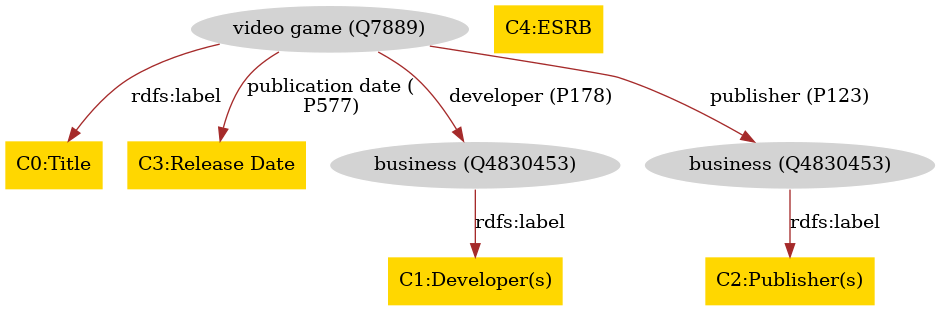 video game (Q7889)
C4:ESRB
rdfs:label
publication date (
P577)
developer (P178)
publisher (P123)
C0:Title
C3:Release Date
business (Q4830453)
business (Q4830453)
rdfs:label
rdfs:label
C1:Developer(s)
C2:Publisher(s)